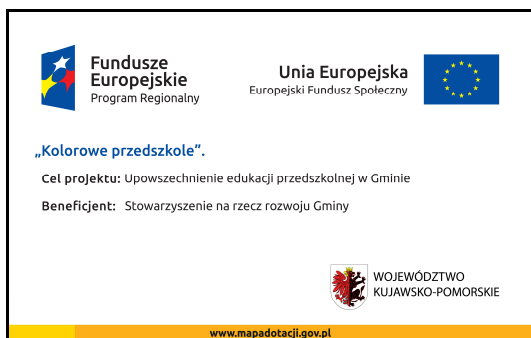 Fundusze
Europejskie
Program Regionalny
Unia Europejska
Europejski Fundusz Społeczny
„Kolorowe przedszkole”.
Cel projektu: Upowszechnienie edukacji przedszkolnej w Gminie
Beneficjent: Stowarzyszenie na rzecz rozwoju Gminy
WOJEWÓDZTWO
KUJAWSKO-POMORSKIE
www.mapadotacji.gov.pl